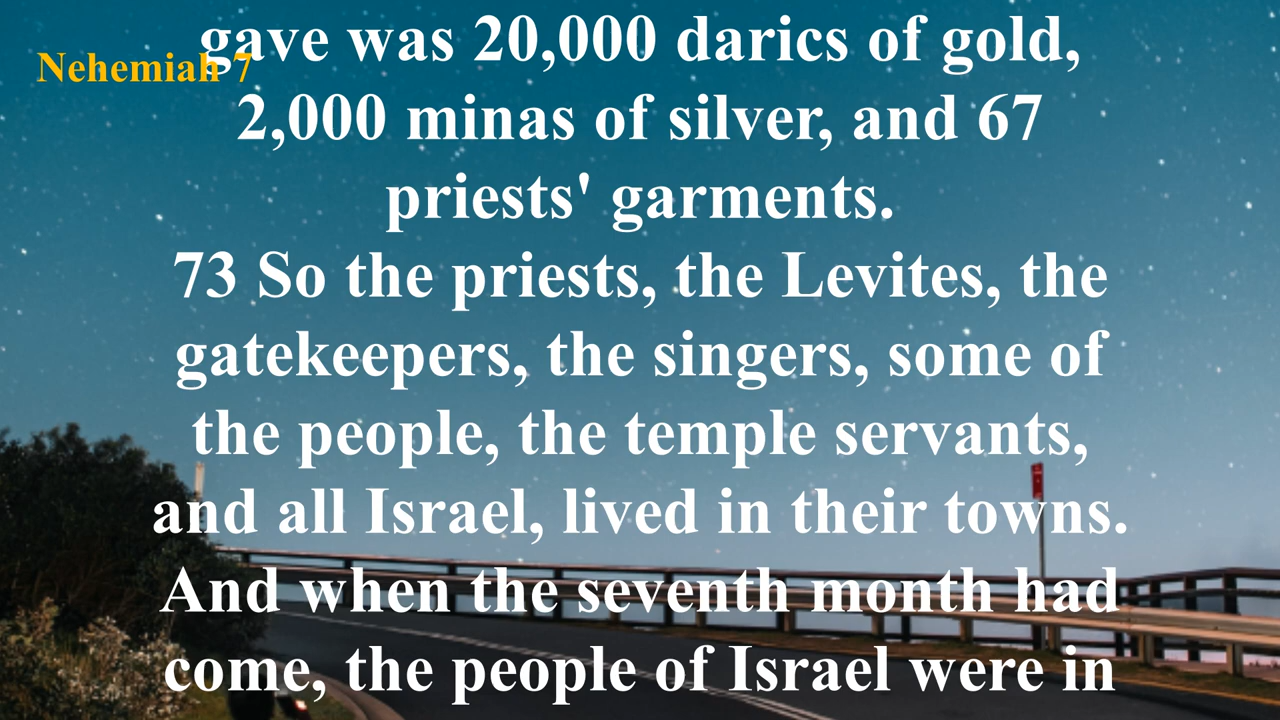 Nehemiah 7
gave was 20,000 darics of gold,
2,000 minas of silver, and 67
priests' garments.
73 So the priests, the Levites, the
gatekeepers, the singers, some of
the people, the temple servants,
and all Israel, lived in their towns.
And when the seventh month had
come, the people of Israel were in